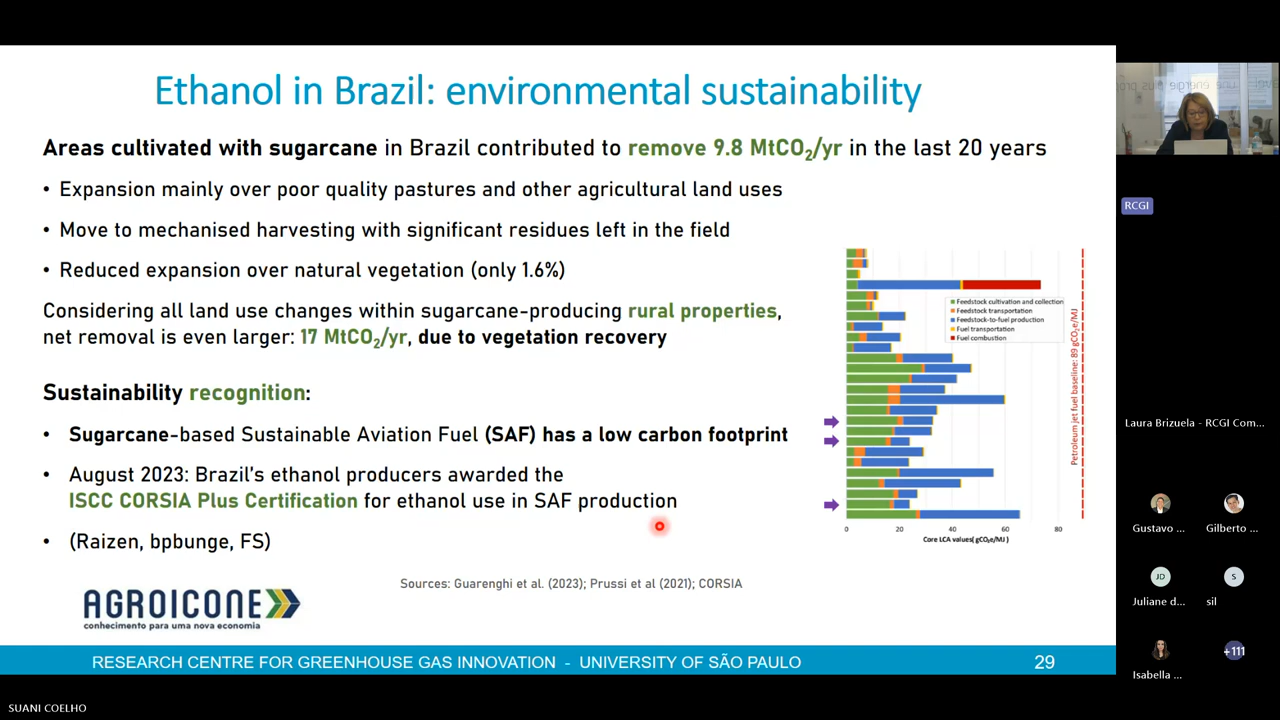 Ethanol in Brazil: environmental sustainability
Areas cultivated with sugarcane in Brazil contributed to remove 9.8 MtCO₂/yr in the last 20 years
• Expansion mainly over poor quality pastures and other agricultural land uses
• Move to mechanised harvesting with significant residues left in the field
• Reduced expansion over natural vegetation (only 1.6%)
Considering all land use changes within sugarcane-producing rural properties,
net removal is even larger: 17 MtCO₂/yr, due to vegetation recovery
Sustainability recognition:
• Sugarcane-based Sustainable Aviation Fuel (SAF) has a low carbon footprint
• August 2023: Brazil's ethanol producers awarded the
ISCC CORSIA Plus Certification for ethanol use in SAF production
• (Raizen, bpbunge, FS)
Feedstock cultivation and collection
Feedstock transportation
Feedstock-to-fuel production
Fuel transportation
Fuel combustion
Petroleum jet fuel baseline: 89 gCO₂e/MJ
0 20 40 60 80
Core LCA values( gCO₂e/MJ )
Sources: Guarenghi et al. (2023); Prussi et al (2021); CORSIA
AGROICONE
conhecimento para uma nova economia
RESEARCH CENTRE FOR GREENHOUSE GAS INNOVATION - UNIVERSITY OF SÃO PAULO
29
RCGI
Laura Brizuela - RCGI Com...
Gustavo ...
Gilberto ...
JD
S
Juliane d...
sil
+111
Isabella ...
SUANI COELHO